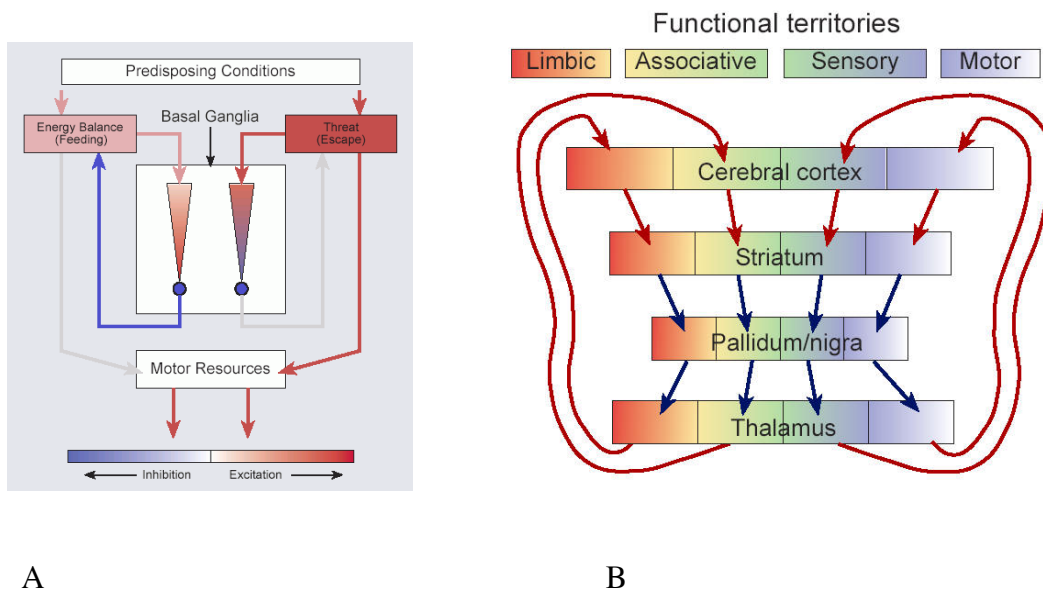 Predisposing Conditions
Energy Balance
(Feeding)
Basal Ganglia
Threat
(Escape)
Motor Resources
Inhibition
Excitation
A
Functional territories
Limbic
Associative
Sensory
Motor
Cerebral cortex
Striatum
Pallidum/nigra
Thalamus
B